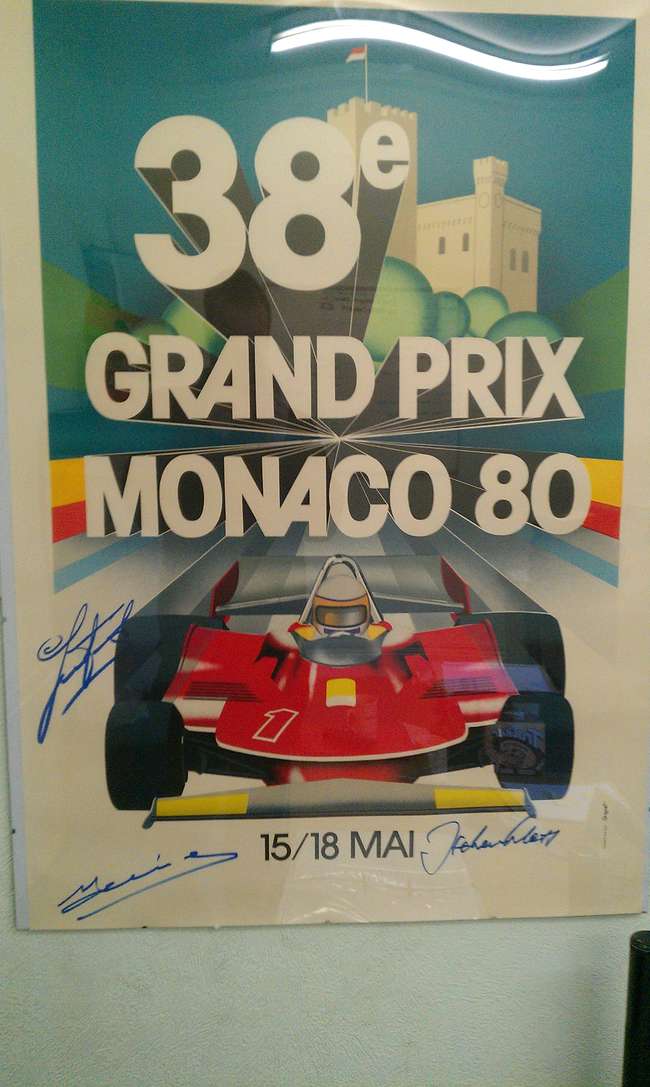 38e
GRAND PRIX
MONACO 80
1
15/18 MAI